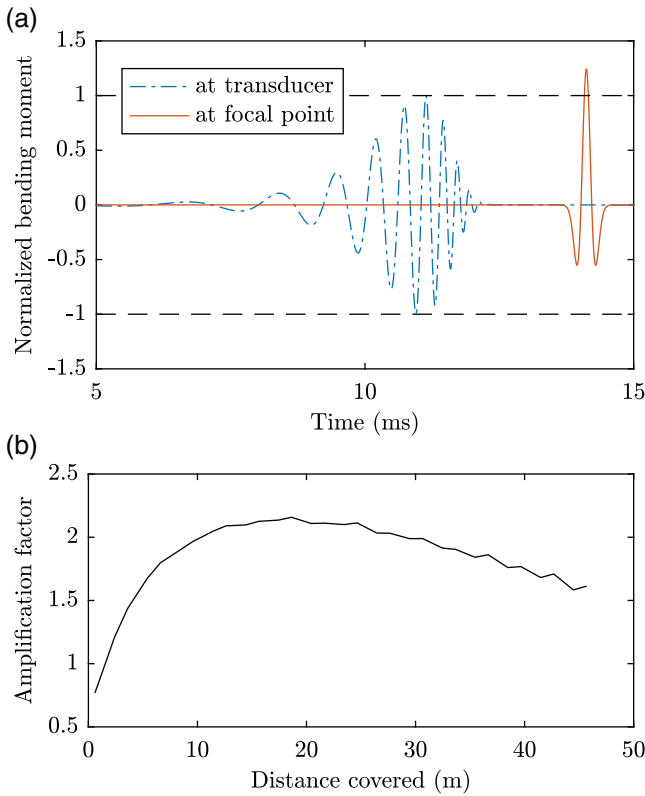 (a)
1.5
1
0.5
0
-0.5
-1
-1.5
Normalized bending moment
at transducer
at focal point
5
10
15
Time (ms)
(b)
2.5
2
1.5
1
0.5
Amplification factor
0
10
20
30
40
50
Distance covered (m)